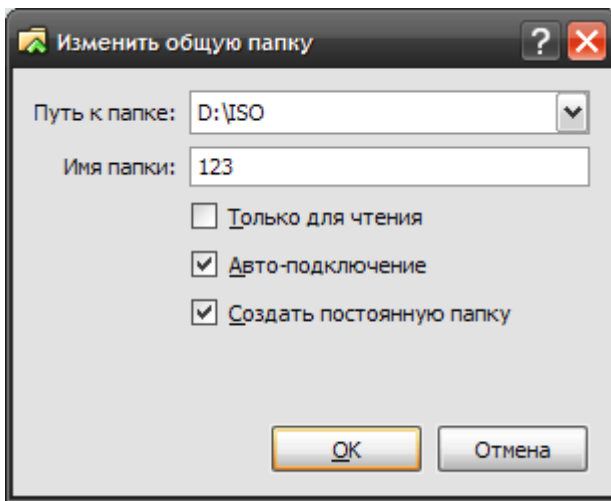 Изменить общую папку
?
Путь к папке: D:\ISO
Имя папки: 123
Только для чтения
Авто-подключение
Создать постоянную папку
OK Отмена